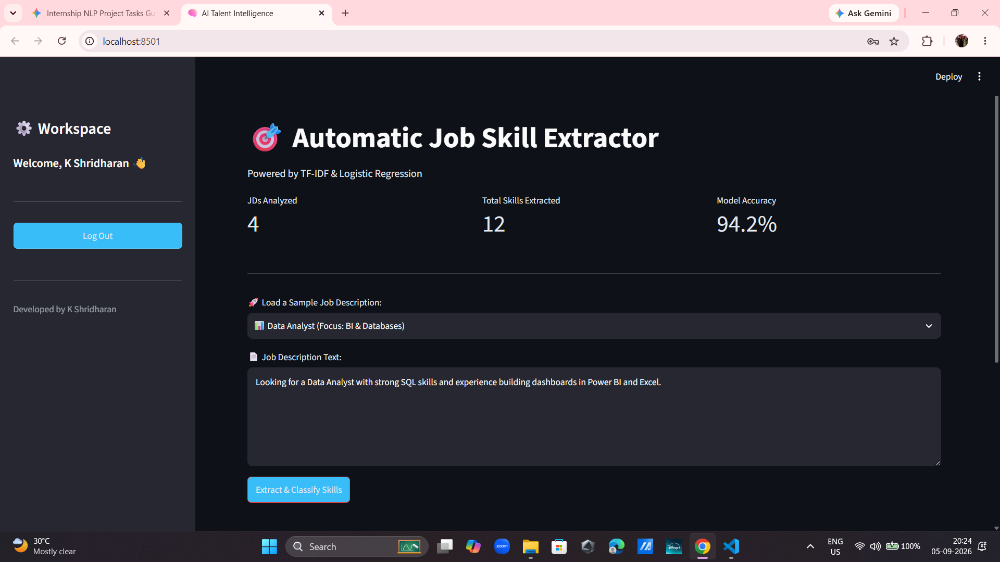 Internship NLP Project Tasks Gu
AI Talent Intelligence
Ask Gemini
localhost:8501
Deploy
Workspace
Welcome, K Shridharan
Log Out
Developed by K Shridharan
Automatic Job Skill Extractor
Powered by TF-IDF & Logistic Regression
JDs Analyzed
4
Total Skills Extracted
12
Model Accuracy
94.2%
Load a Sample Job Description:
Data Analyst (Focus: BI & Databases)
Job Description Text:
Looking for a Data Analyst with strong SQL skills and experience building dashboards in Power BI and Excel.
Extract & Classify Skills
30°C
Mostly clear
Search
zoom
Disney+
ENG
US
100%
20:24
05-09-2026